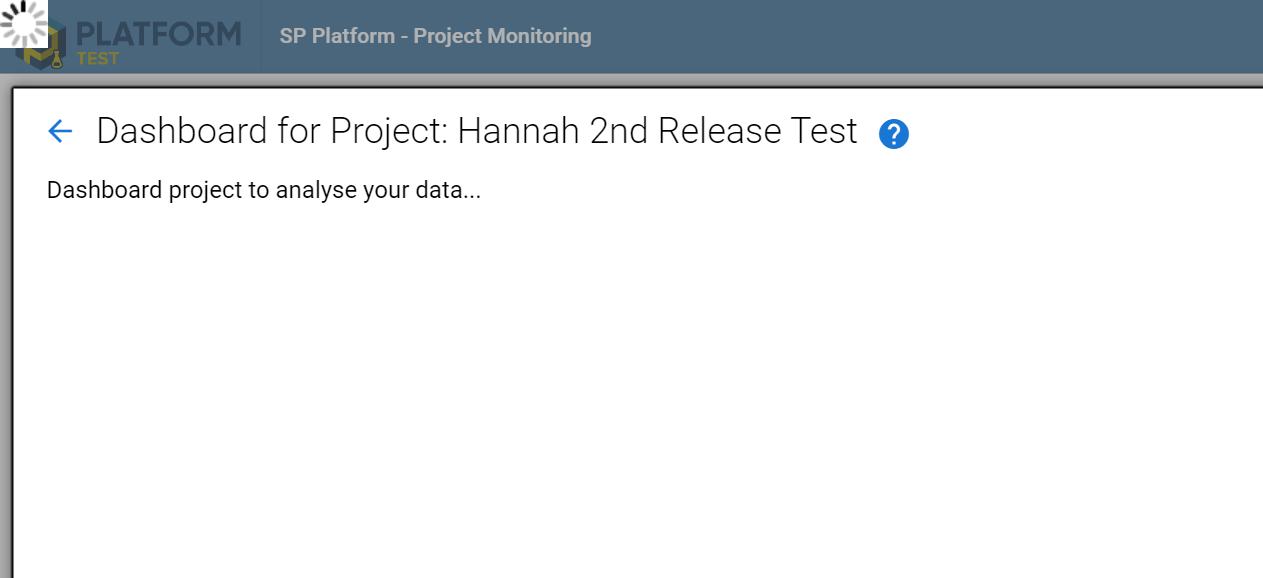 PLATFORM
TEST
SP Platform - Project Monitoring
Dashboard for Project: Hannah 2nd Release Test ?
Dashboard project to analyse your data...